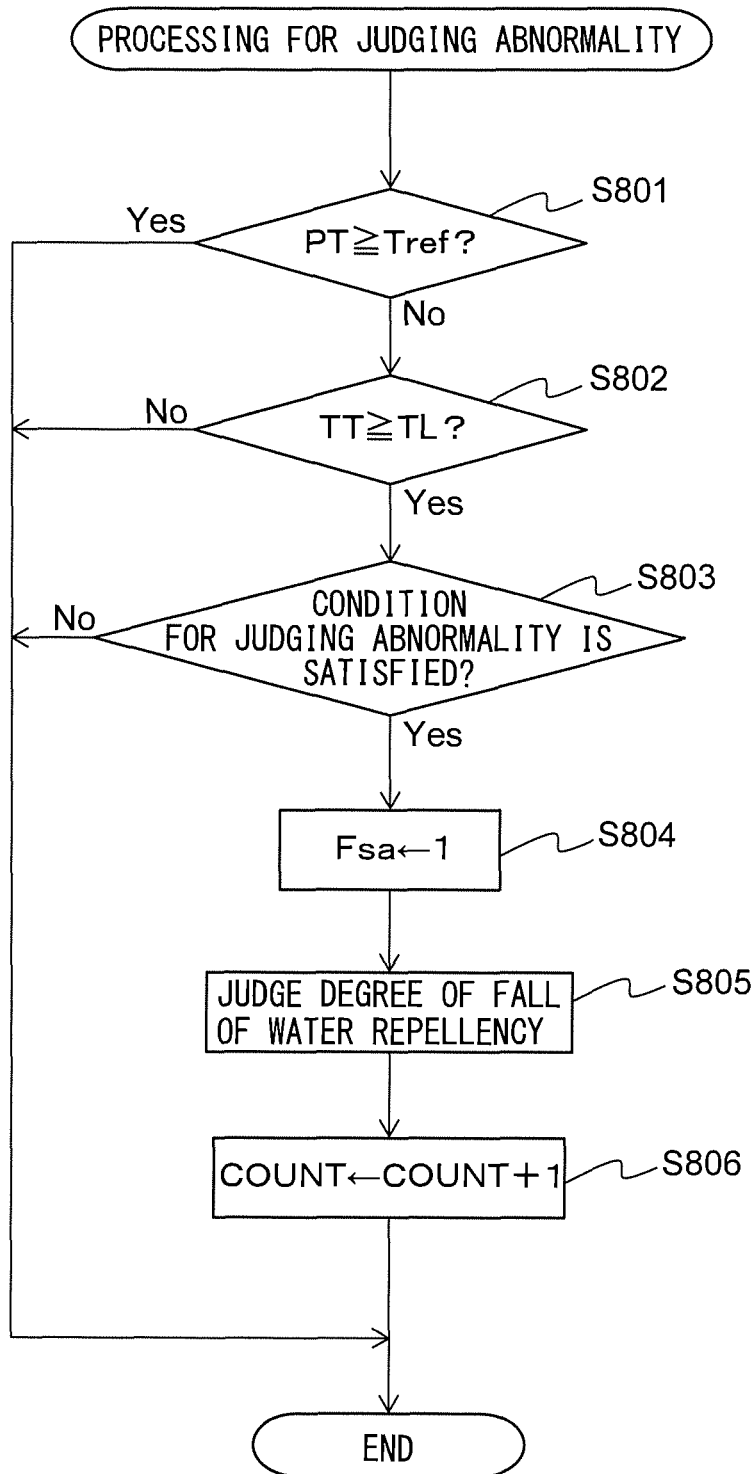 PROCESSING FOR JUDGING ABNORMALITY
S801
Yes
PT≧Tref?
No
S802
No
TT≧TL?
Yes
S803
No
CONDITION
FOR JUDGING ABNORMALITY IS
SATISFIED?
Yes
Fsa←1
S804
JUDGE DEGREE OF FALL
OF WATER REPELLENCY
S805
COUNT←COUNT+1
S806
END